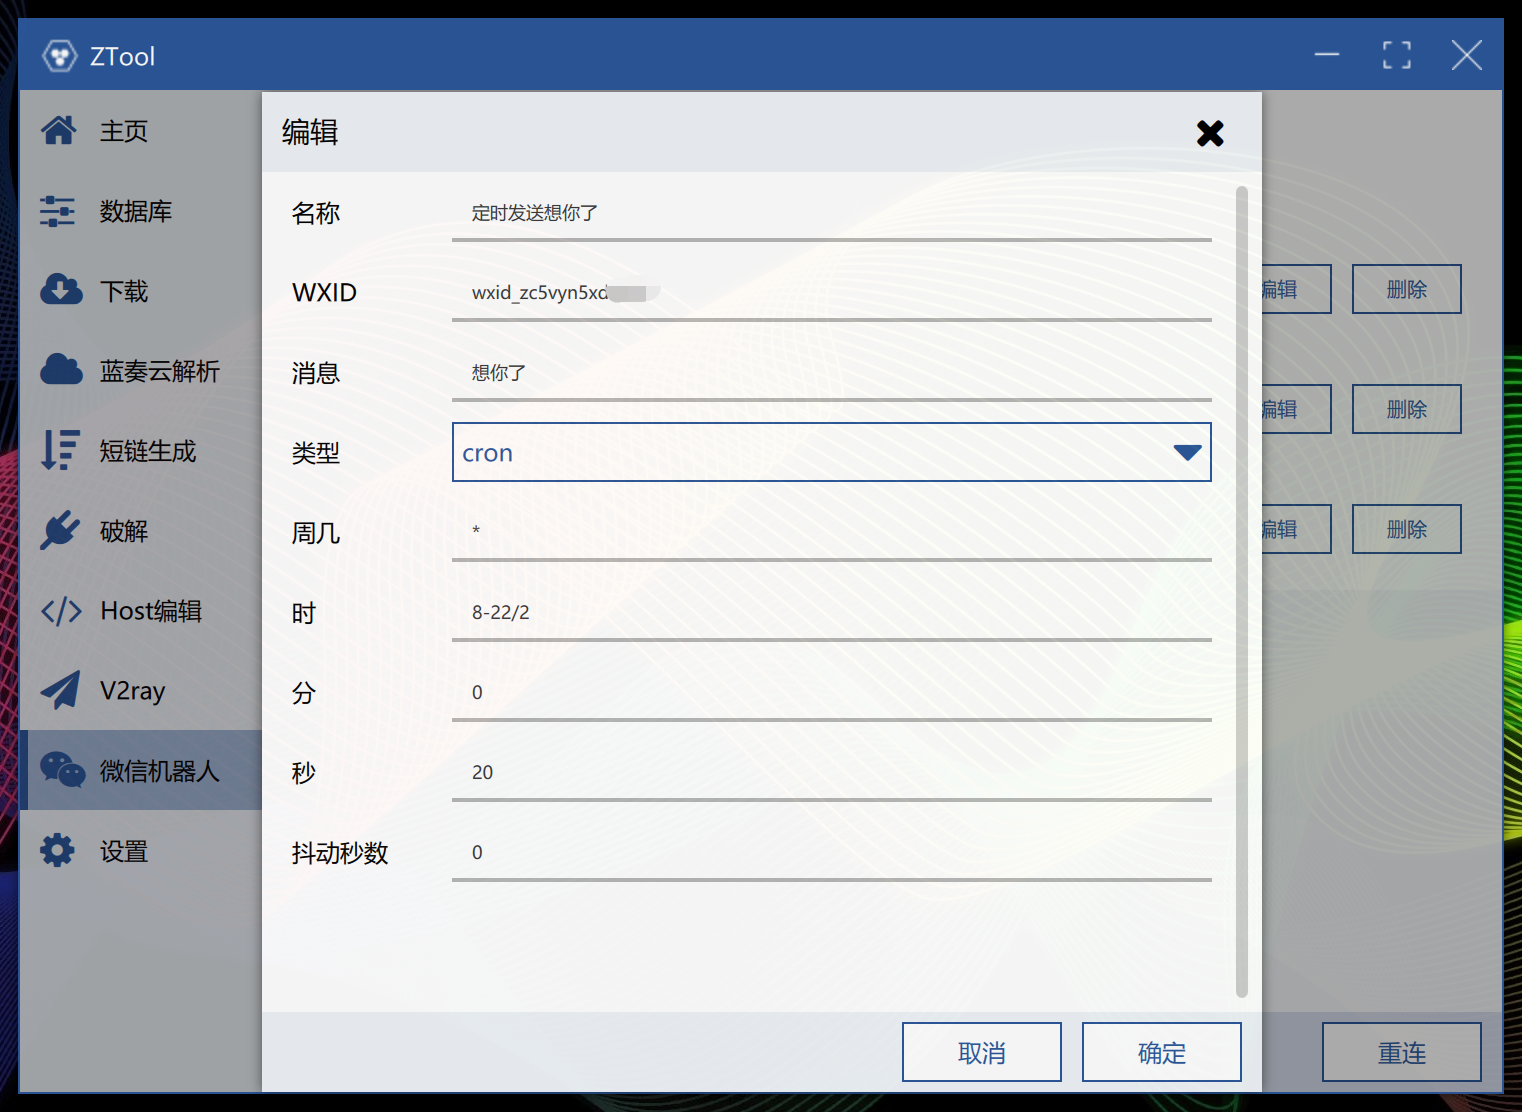 ZTool
主页
数据库
下载
蓝奏云解析
短链生成
破解
Host编辑
V2ray
微信机器人
设置
编辑
名称 定时发送想你了
WXID wxid_zc5vyn5xd
消息 想你了
类型 cron
周几 *
时 8-22/2
分 0
秒 20
抖动秒数 0
编辑 删除
编辑 删除
编辑 删除
取消 确定 重连